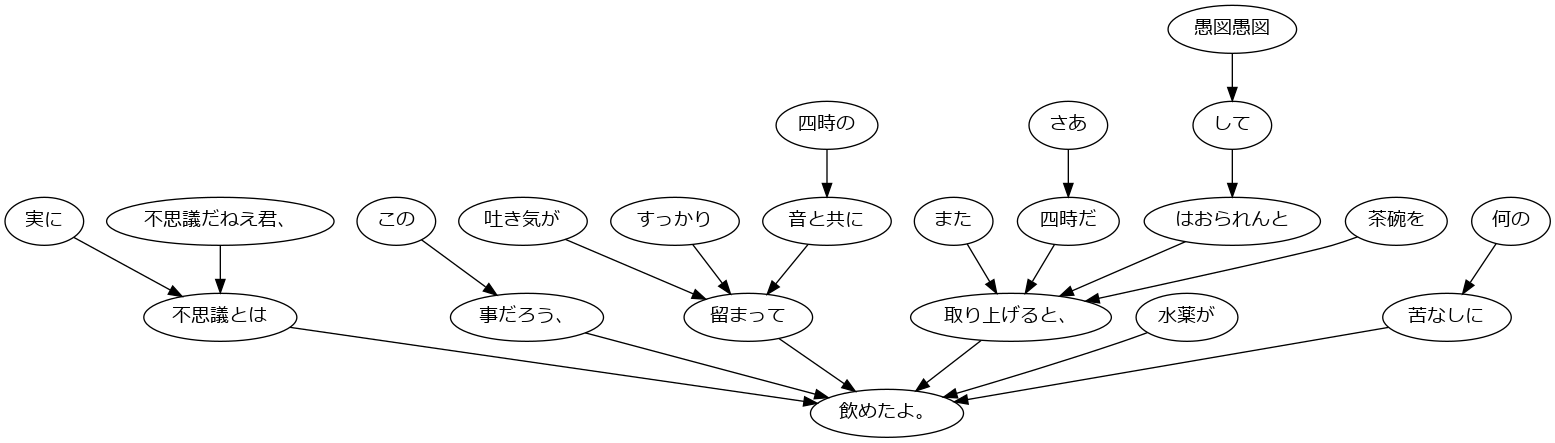 愚図愚図
四時の
さあ
して
実に
不思議だねえ君、
この
吐き気が
すっかり
音と共に
また
四時だ
はおられんと
茶碗を
何の
不思議とは
事だろう、
留まって
取り上げると、
水薬が
苦なしに
飲めたよ。